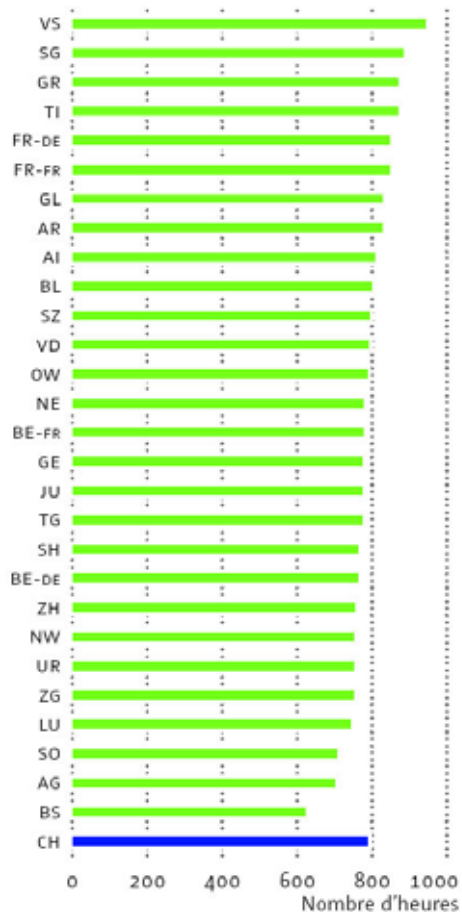 VS
SG
GR
TI
FR-DE
FR-FR
GL
AR
AI
BL
SZ
VD
OW
NE
BE-FR
GE
JU
TG
SH
BE-DE
ZH
NW
UR
ZG
LU
SO
AG
BS
CH
0 200 400 600 800 1000
Nombre d'heures